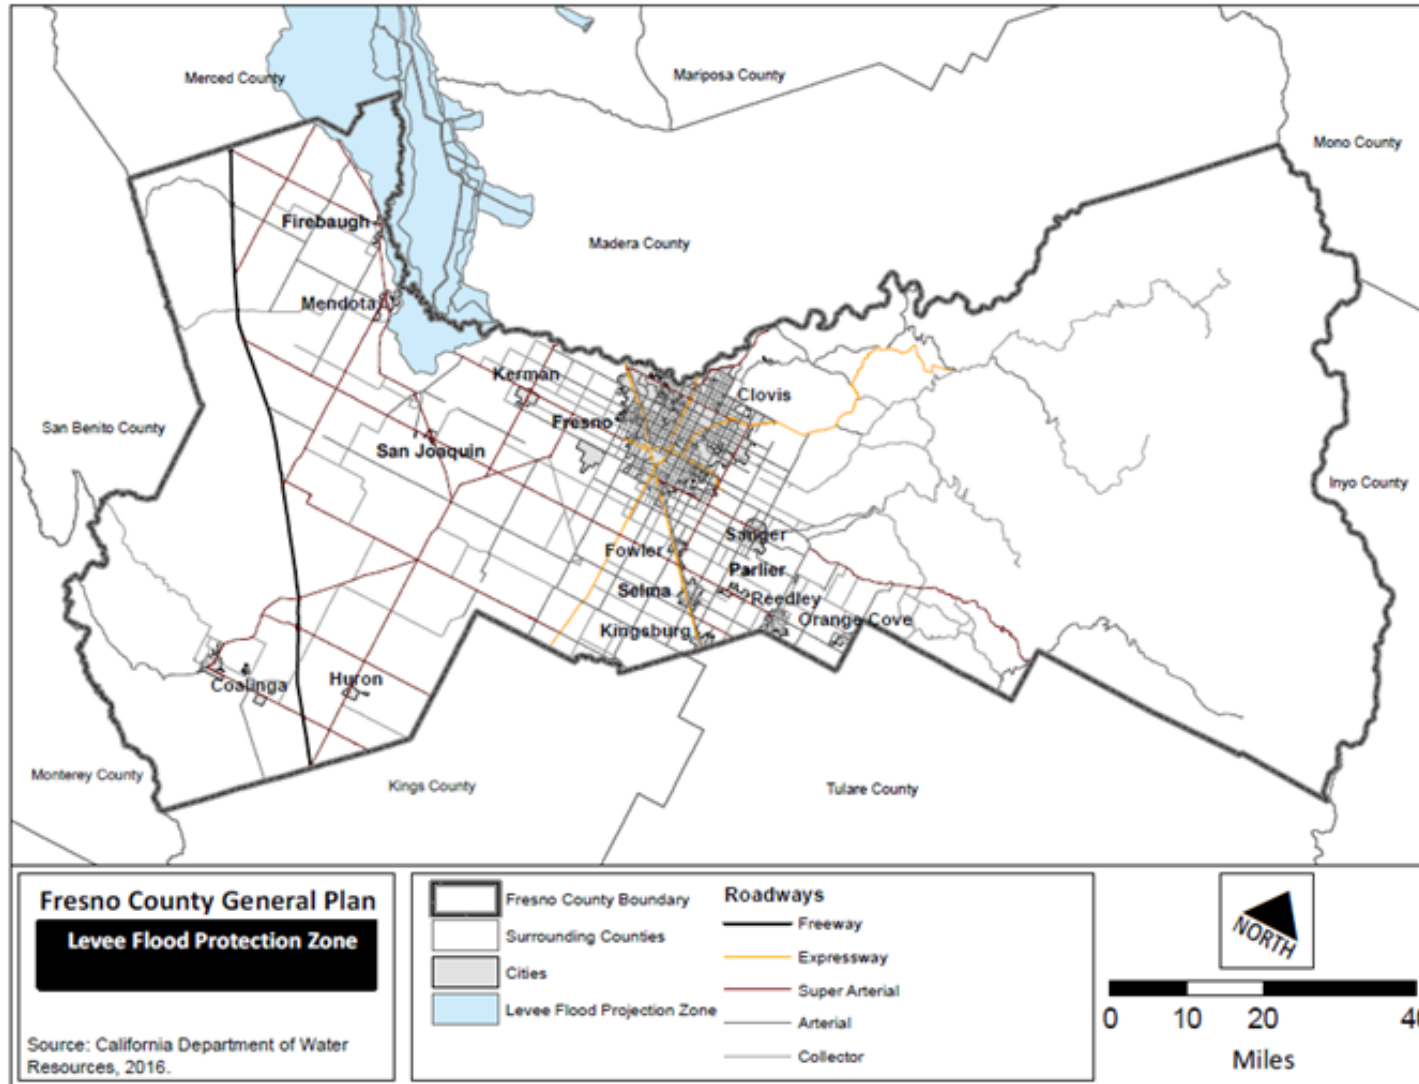 Merced County
Mariposa County
Mono County
Firebaugh
Madera County
Mendota
Kerman
Clovis
Fresno
San Benito County
San Joaquin
Inyo County
Sanger
Fowler
Parlier
Selma
Reedley
Orange Cove
Kingsburg
Coalinga
Huron
Monterey County
Kings County
Tulare County
Fresno County General Plan
Levee Flood Protection Zone
Source: California Department of Water
Resources, 2016.
Fresno County Boundary
Surrounding Counties
Cities
Levee Flood Projection Zone
Roadways
Freeway
Expressway
Super Arterial
Arterial
Collector
NORTH
0 10 20 40
Miles